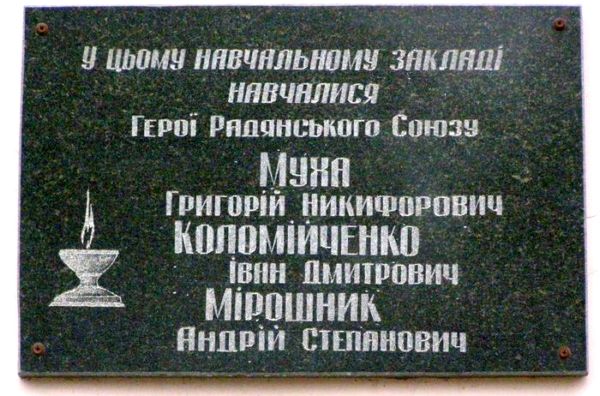 У ЦЬОМУ НАВЧАЛЬНОМУ ЗАКЛАДІ
НАВЧАЛИСЯ
ГЕРОЇ РАДЯНСЬКОГО СОЮЗУ
МУХА
ГРИГОРІЙ НИКИФОРОВИЧ
КОЛОМІЙЧЕНКО
ІВАН ДМИТРОВИЧ
МІРОШНИК
АНДРІЙ СТЕПАНОВИЧ